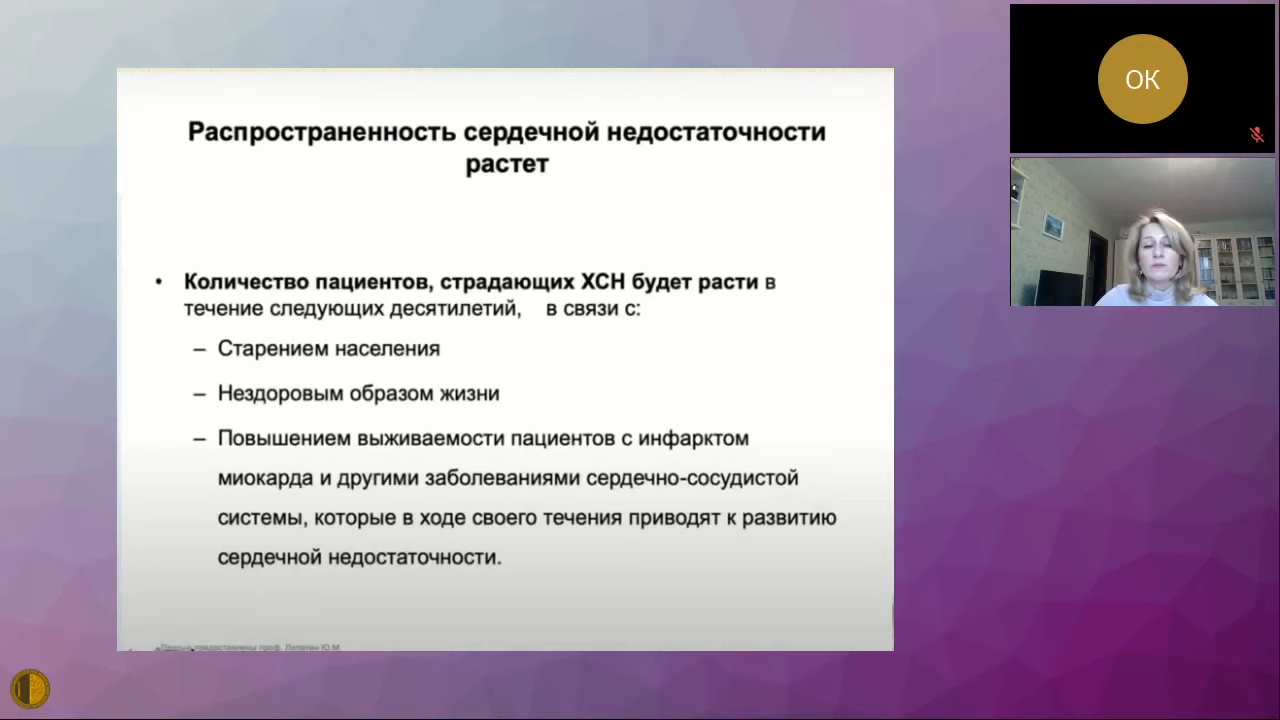 Распространенность сердечной недостаточности
растет
• Количество пациентов, страдающих ХСН будет расти в
течение следующих десятилетий, в связи с:
– Старением населения
– Нездоровым образом жизни
– Повышением выживаемости пациентов с инфарктом
миокарда и другими заболеваниями сердечно-сосудистой
системы, которые в ходе своего течения приводят к развитию
сердечной недостаточности.
предоставлены проф.
ОК